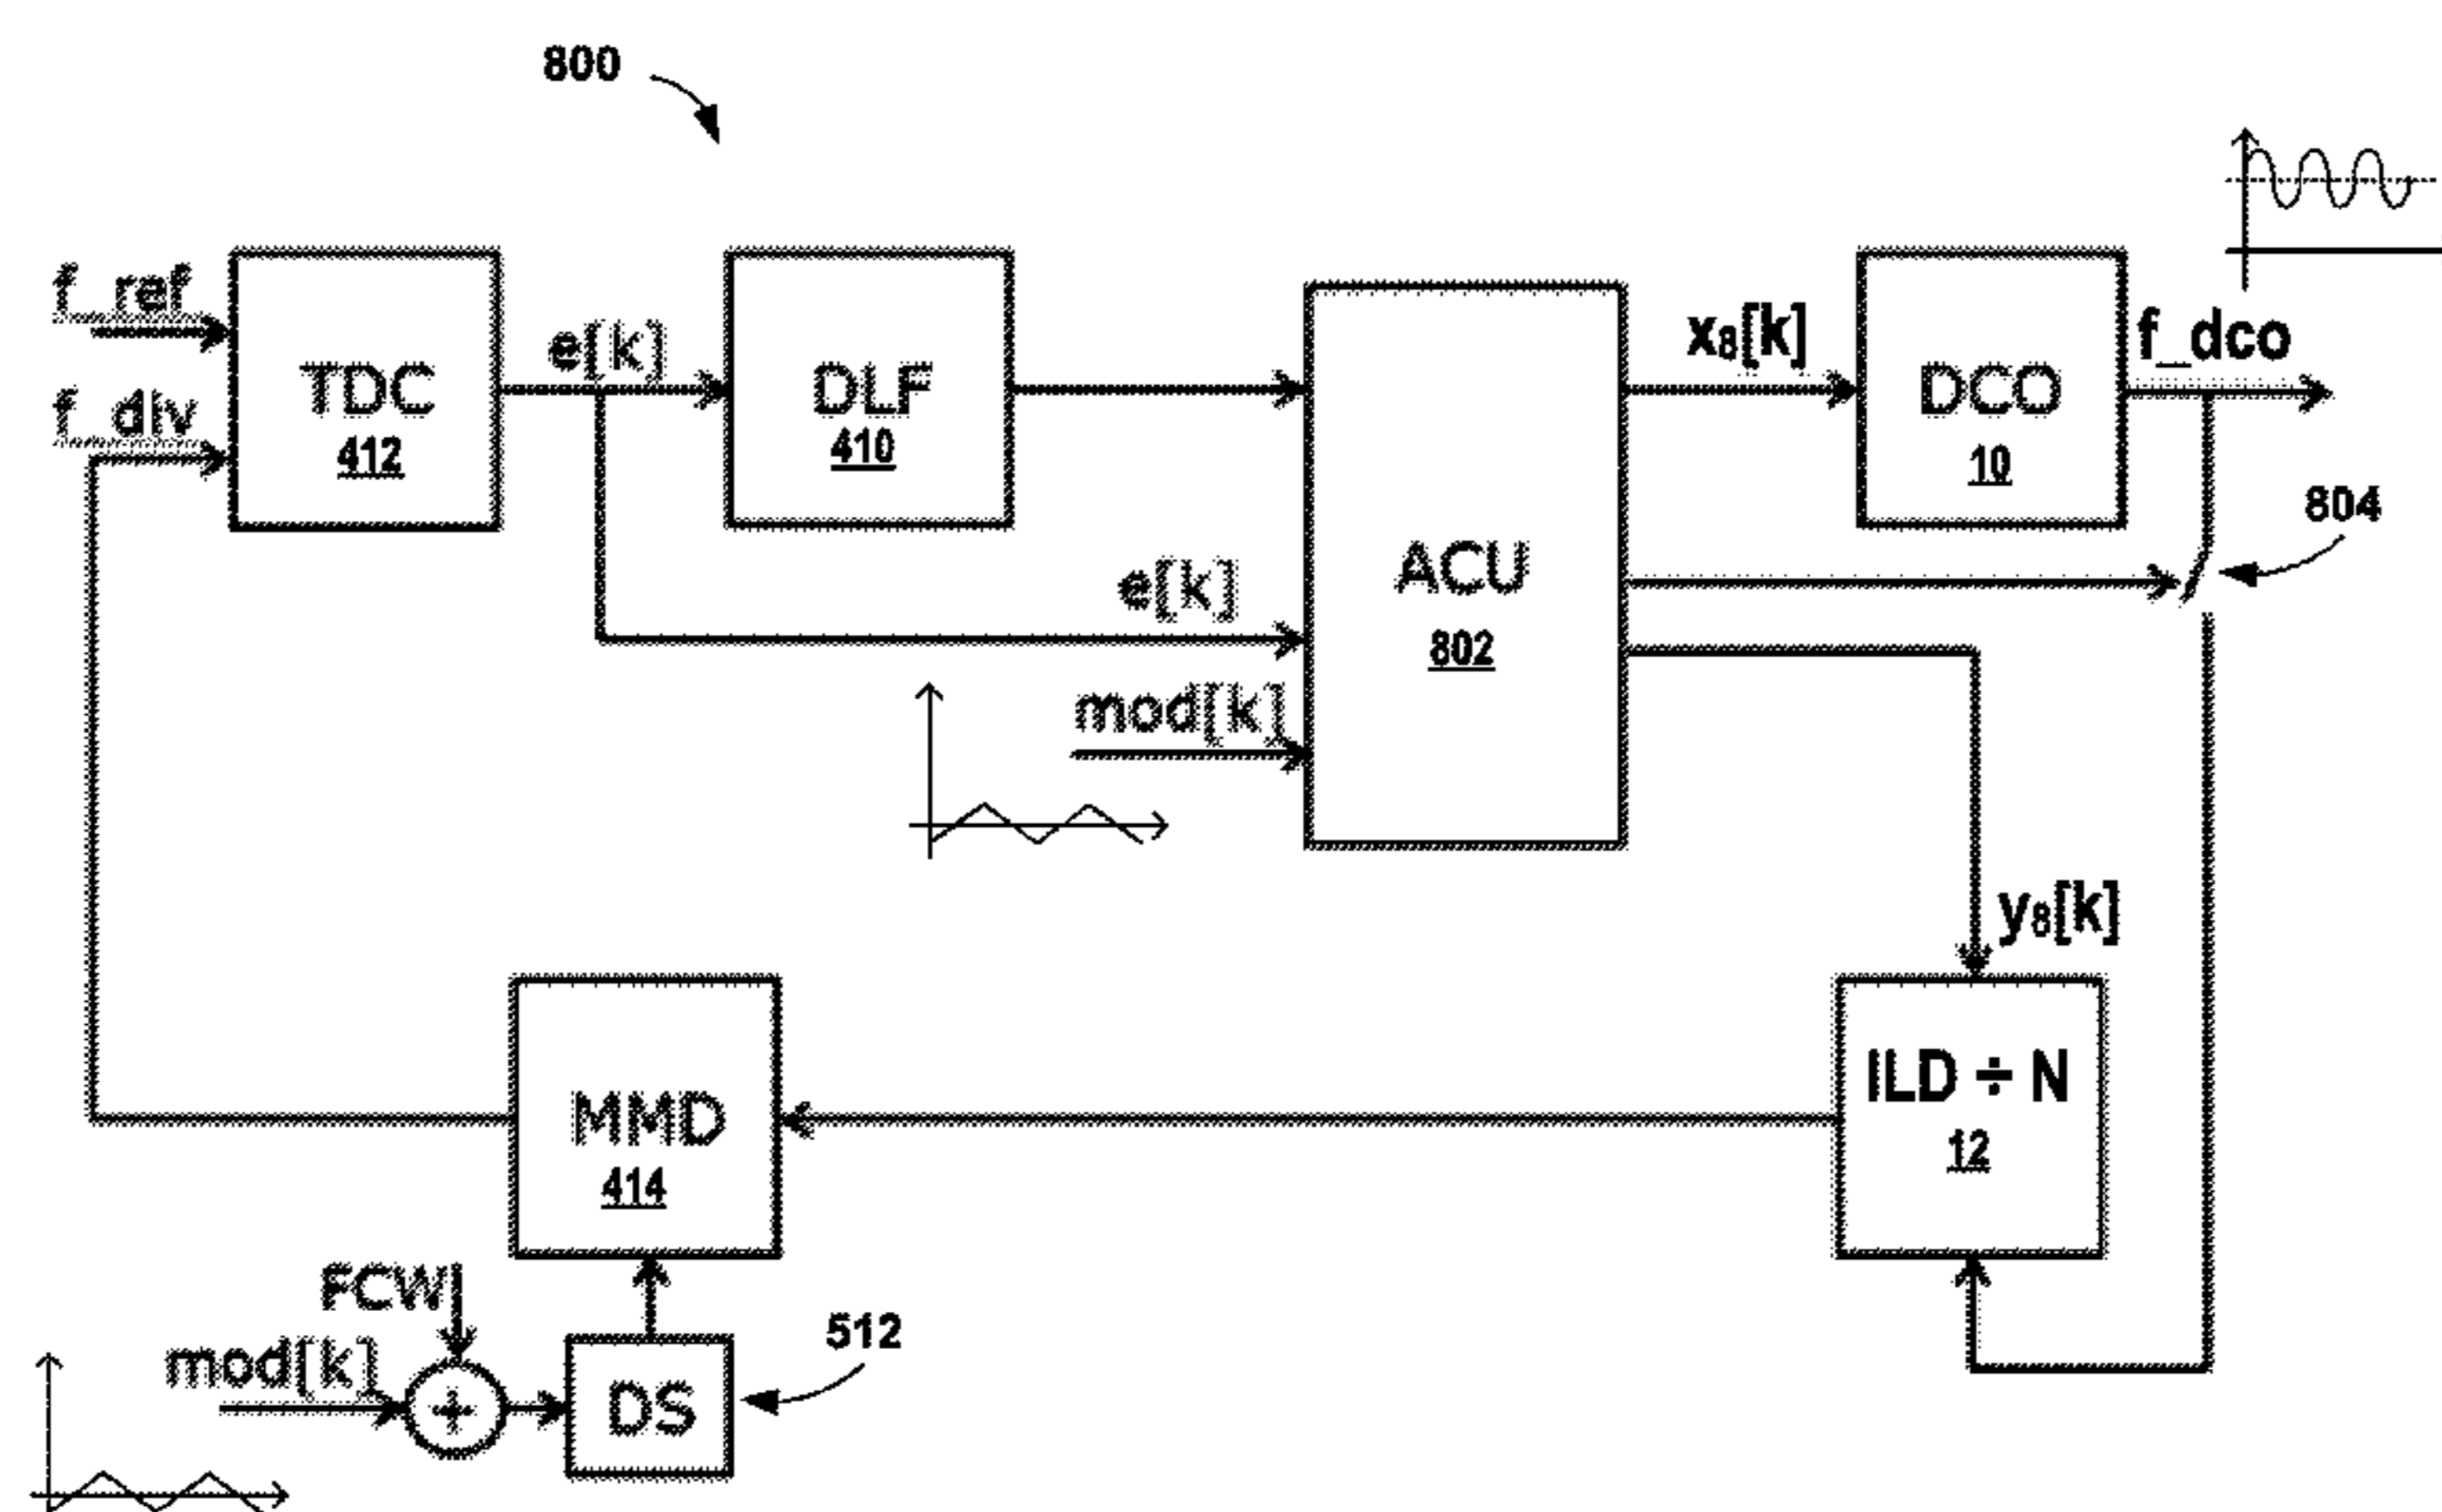 800
f_ref
f_div
TDC
412
e[k]
DLF
410
e[k]
mod[k]
ACU
802
x8[k]
DCO
10
f_dco
804
y8[k]
ILD ÷ N
12
MMD
414
FCW
mod[k]
+
DS
512